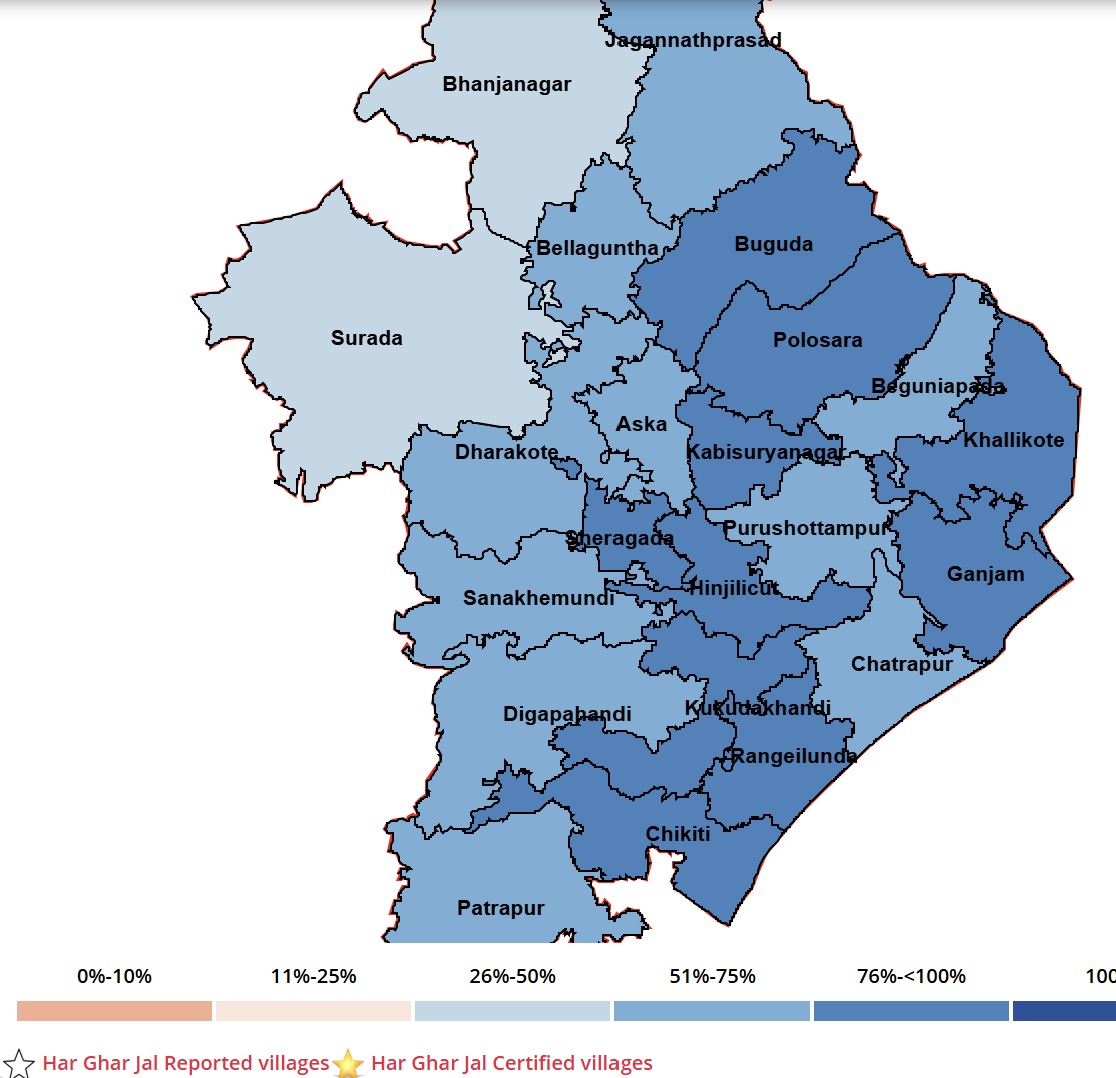 Jagannathprasad
Bhanjanagar
Buguda
Bellaguntha
Surada
Polosara
Beguniapada
Aska
Khallikote
Dharakote
Kabisuryanagar
Purushottampur
Sheragada
Ganjam
Hinjilicut
Sanakhemundi
Chatrapur
Kukudakhandi
Digapahandi
Rangeilunda
Chikiti
Patrapur
0%-10% 11%-25% 26%-50% 51%-75% 76%-<100% 100
Har Ghar Jal Reported villages Har Ghar Jal Certified villages